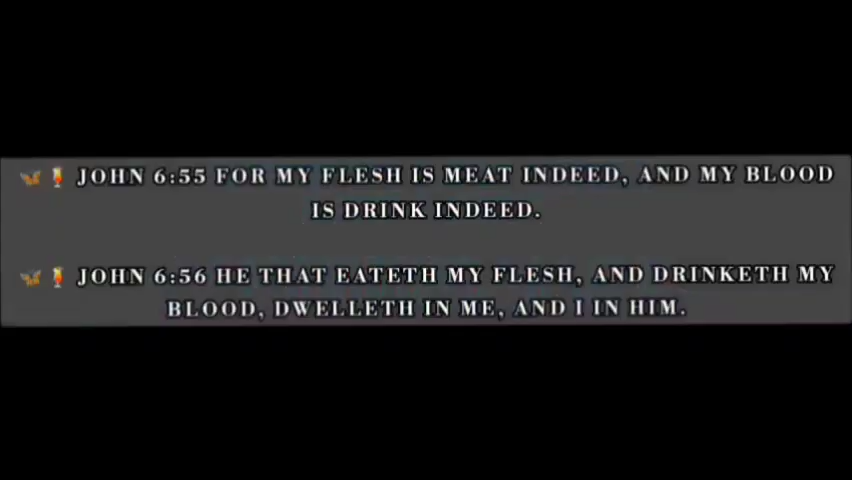 JOHN 6:55 FOR MY FLESH IS MEAT INDEED, AND MY BLOOD
IS DRINK INDEED.
JOHN 6:56 HE THAT EATETH MY FLESH, AND DRINKETH MY
BLOOD, DWELLETH IN ME, AND I IN HIM.